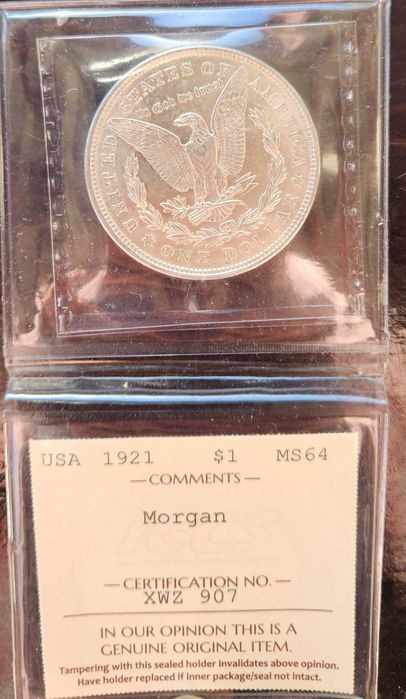 UNITED STATES OF AMERICA
In God we trust
★ ONE DOLLAR ★
USA 1921 $1 MS64
— COMMENTS —
Morgan
ICCS
— CERTIFICATION NO. —
XWZ 907
IN OUR OPINION THIS IS A
GENUINE ORIGINAL ITEM.
Tampering with this sealed holder invalidates above opinion.
Have holder replaced if inner package/seal not intact.